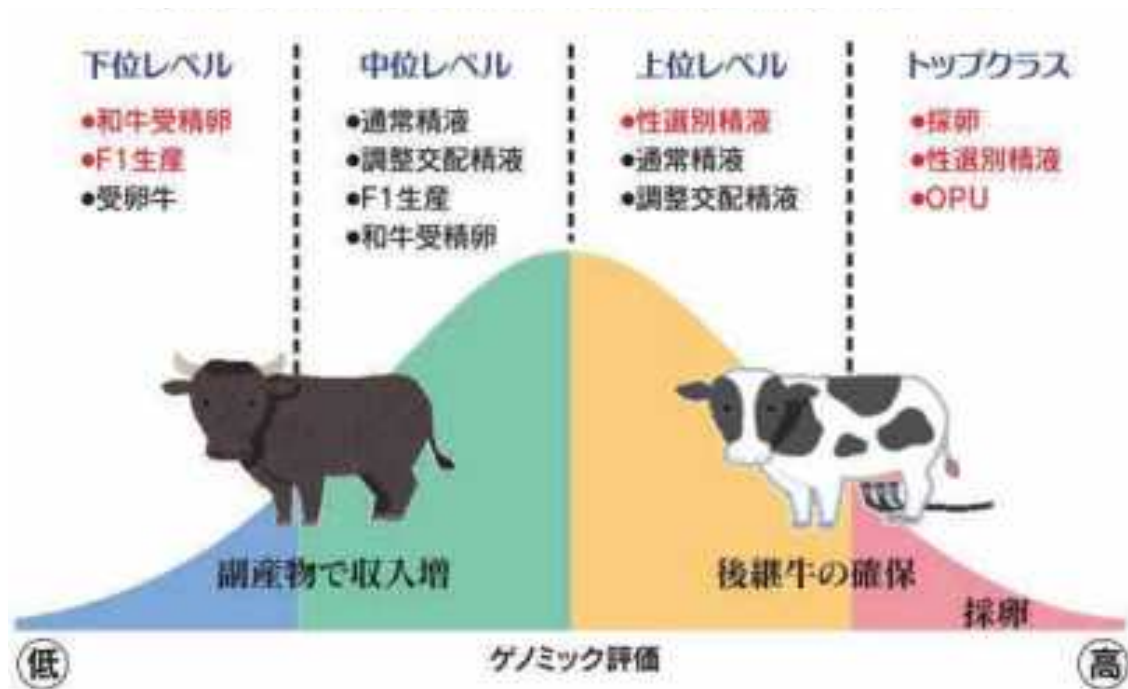 下位レベル
●和牛受精卵
●F1生産
●受卵牛
中位レベル
●通常精液
●調整交配精液
●F1生産
●和牛受精卵
上位レベル
●性選別精液
●通常精液
●調整交配精液
トップクラス
●採卵
●性選別精液
●OPU
副産物で収入増
後継牛の確保
採卵
低
ゲノミック評価
高